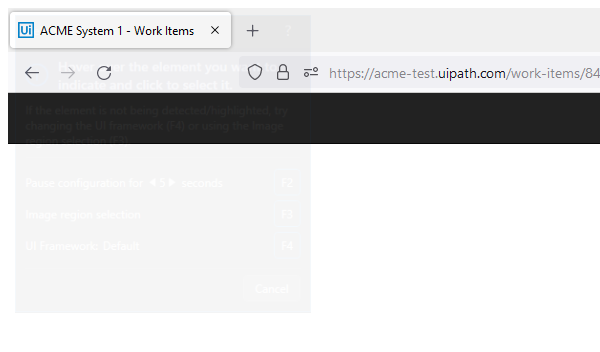 Ui ACME System 1 - Work Items
?
Hover over the element you want to
indicate and click to select it.
https://acme-test.uipath.com/work-items/84
If the element is not being detected/highlighted, try
changing the UI framework (F4) or using the image
region selection (F3).
Pause configuration for 5 seconds F2
Image region selection F3
UI Framework: Default F4
Cancel